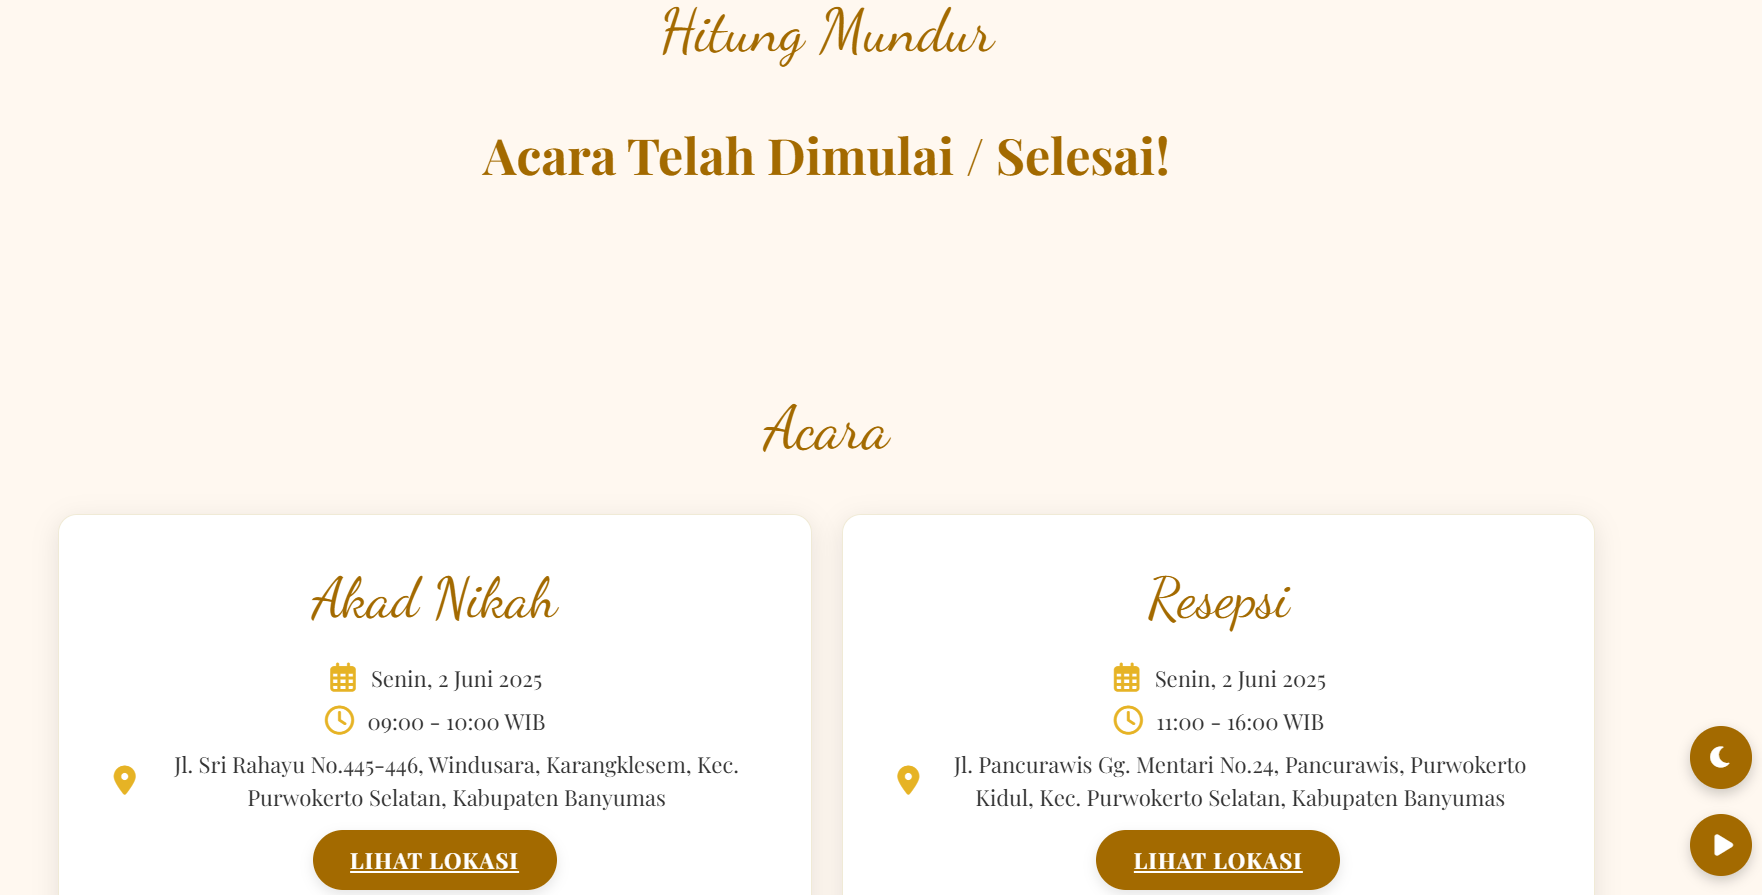 Hitung Mundur
Acara Telah Dimulai / Selesai!
Acara
Akad Nikah
Senin, 2 Juni 2025
09:00 - 10:00 WIB
Jl. Sri Rahayu No.445-446, Windusara, Karangklesem, Kec.
Purwokerto Selatan, Kabupaten Banyumas
LIHAT LOKASI
Resepsi
Senin, 2 Juni 2025
11:00 - 16:00 WIB
Jl. Pancurawis Gg. Mentari No.24, Pancurawis, Purwokerto
Kidul, Kec. Purwokerto Selatan, Kabupaten Banyumas
LIHAT LOKASI